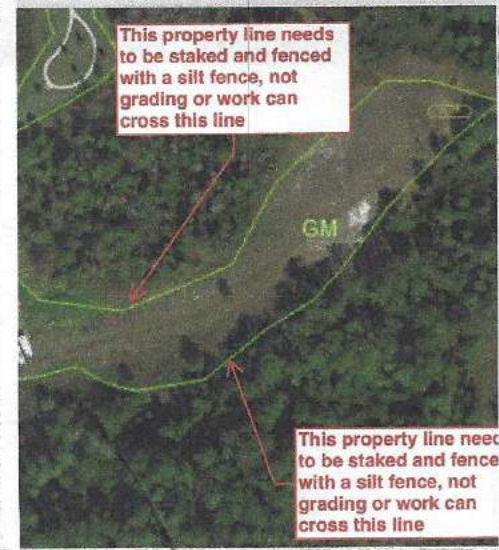 This property line needs
to be staked and fenced
with a silt fence, not
grading or work can
cross this line
GM
This property line need
to be staked and fence
with a silt fence, not
grading or work can
cross this line